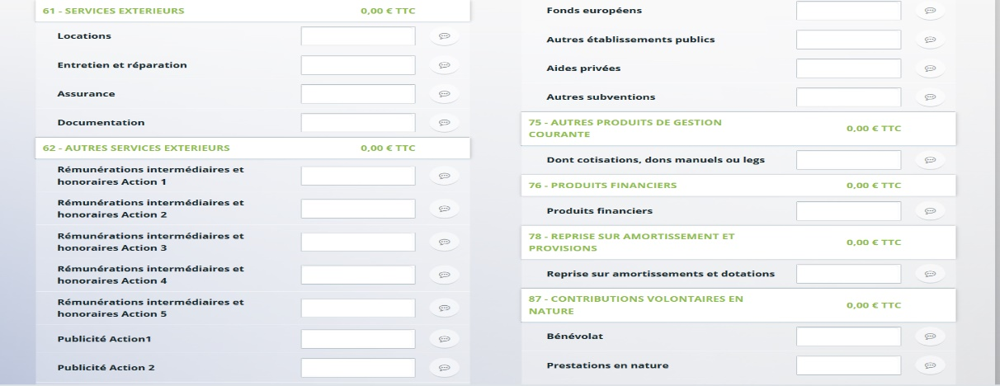 61 - SERVICES EXTERIEURS 0,00 € TTC
Locations
Entretien et réparation
Assurance
Documentation
62 - AUTRES SERVICES EXTERIEURS 0,00 € TTC
Rémunérations intermédiaires et
honoraires Action 1
Rémunérations intermédiaires et
honoraires Action 2
Rémunérations intermédiaires et
honoraires Action 3
Rémunérations intermédiaires et
honoraires Action 4
Rémunérations intermédiaires et
honoraires Action 5
Publicité Action1
Publicité Action 2
Fonds européens
Autres établissements publics
Aides privées
Autres subventions
75 - AUTRES PRODUITS DE GESTION
COURANTE 0,00 € TTC
Dont cotisations, dons manuels ou legs
76 - PRODUITS FINANCIERS 0,00 € TTC
Produits financiers
78 - REPRISE SUR AMORTISSEMENT ET
PROVISIONS 0,00 € TTC
Reprise sur amortissements et dotations
87 - CONTRIBUTIONS VOLONTAIRES EN
NATURE 0,00 € TTC
Bénévolat
Prestations en nature